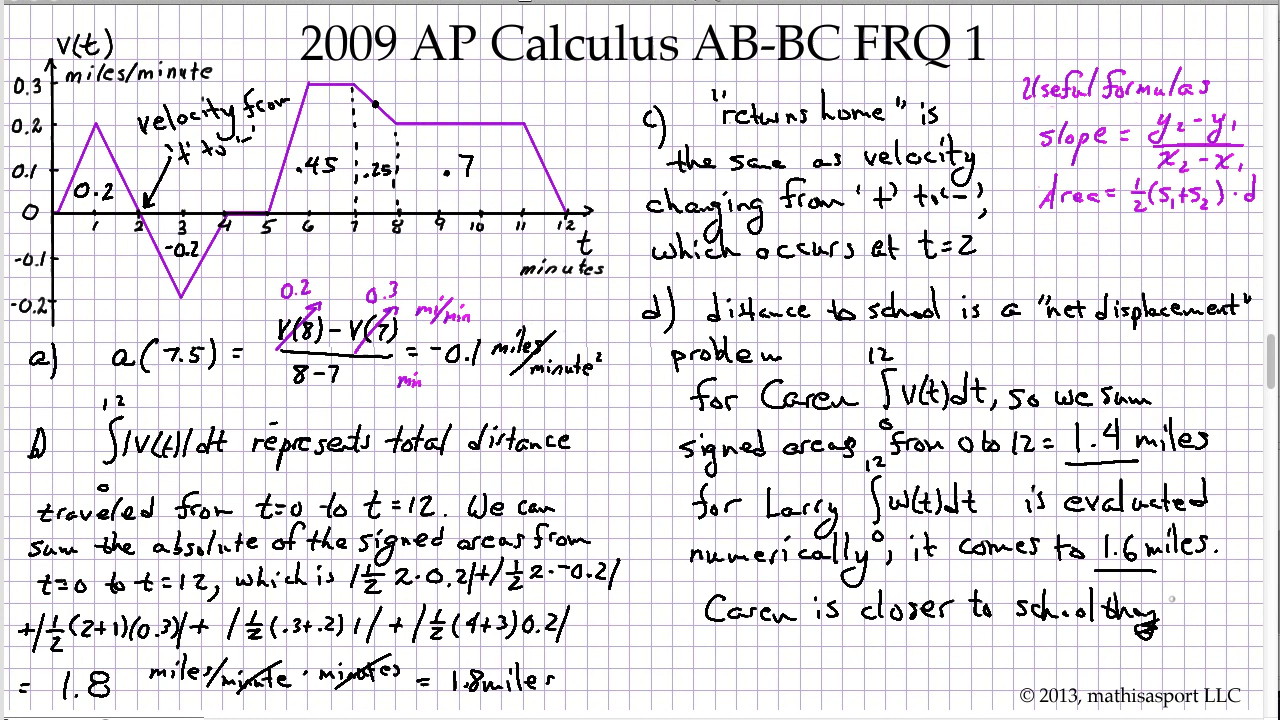 2009 AP Calculus AB-BC FRQ 1
v(t)
miles/minute
0.3
0.2
0.1
0
-0.1
-0.2
velocity from
'+' to '-'
0.2
-0.2
.45
.25
.7
1 2 3 4 5 6 7 8 9 10 11 12
t
minutes
a) a(7.5) = V(8) - V(7) / 8-7 = -0.1 miles/minute²
0.2 0.3 mi/min
min
b) ∫₀¹² |V(t)| dt represents total distance
traveled from t=0 to t=12. We can
sum the absolute of the signed areas from
t=0 to t=12, which is |½ 2·0.2|+|½ 2·-0.2|
+|½(2+1)(0.3)|+ |½(.3+.2)1| + |½(4+3)0.2|
= 1.8 miles/minute · minutes = 1.8 miles
c) "returns home" is
the same as velocity
changing from '+' to '-',
which occurs at t=2
d) distance to school is a "net displacement"
problem
for Caren ∫₀¹² V(t)dt, so we sum
signed areas from 0 to 12 = 1.4 miles
for Larry ∫₀¹² w(t)dt is evaluated
numerically, it comes to 1.6 miles.
Caren is closer to school
Useful formulas
slope = y₂ - y₁ / x₂ - x₁
Area = ½(s₁+s₂)·d
© 2013, mathisasport LLC